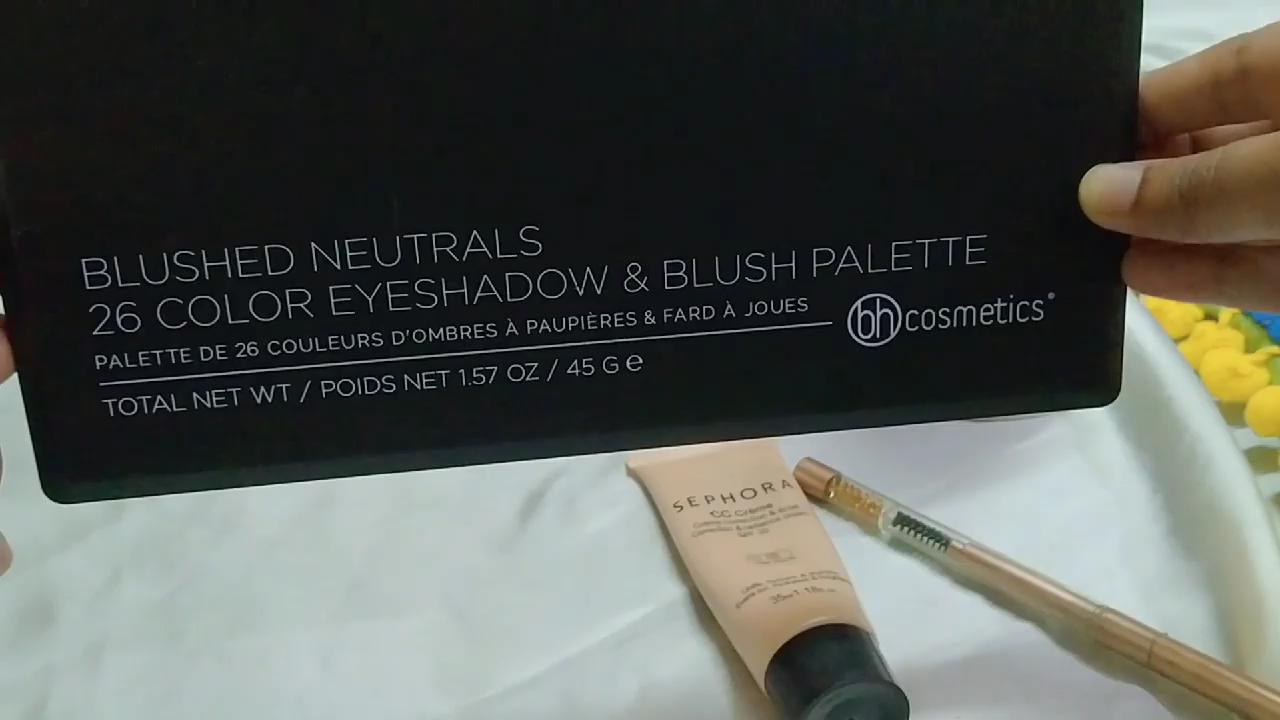 BLUSHED NEUTRALS
26 COLOR EYESHADOW & BLUSH PALETTE
PALETTE DE 26 COULEURS D'OMBRES À PAUPIÈRES & FARD À JOUES
TOTAL NET WT / POIDS NET 1.57 OZ / 45 G e
bh cosmetics®
SEPHORA
CC Crème